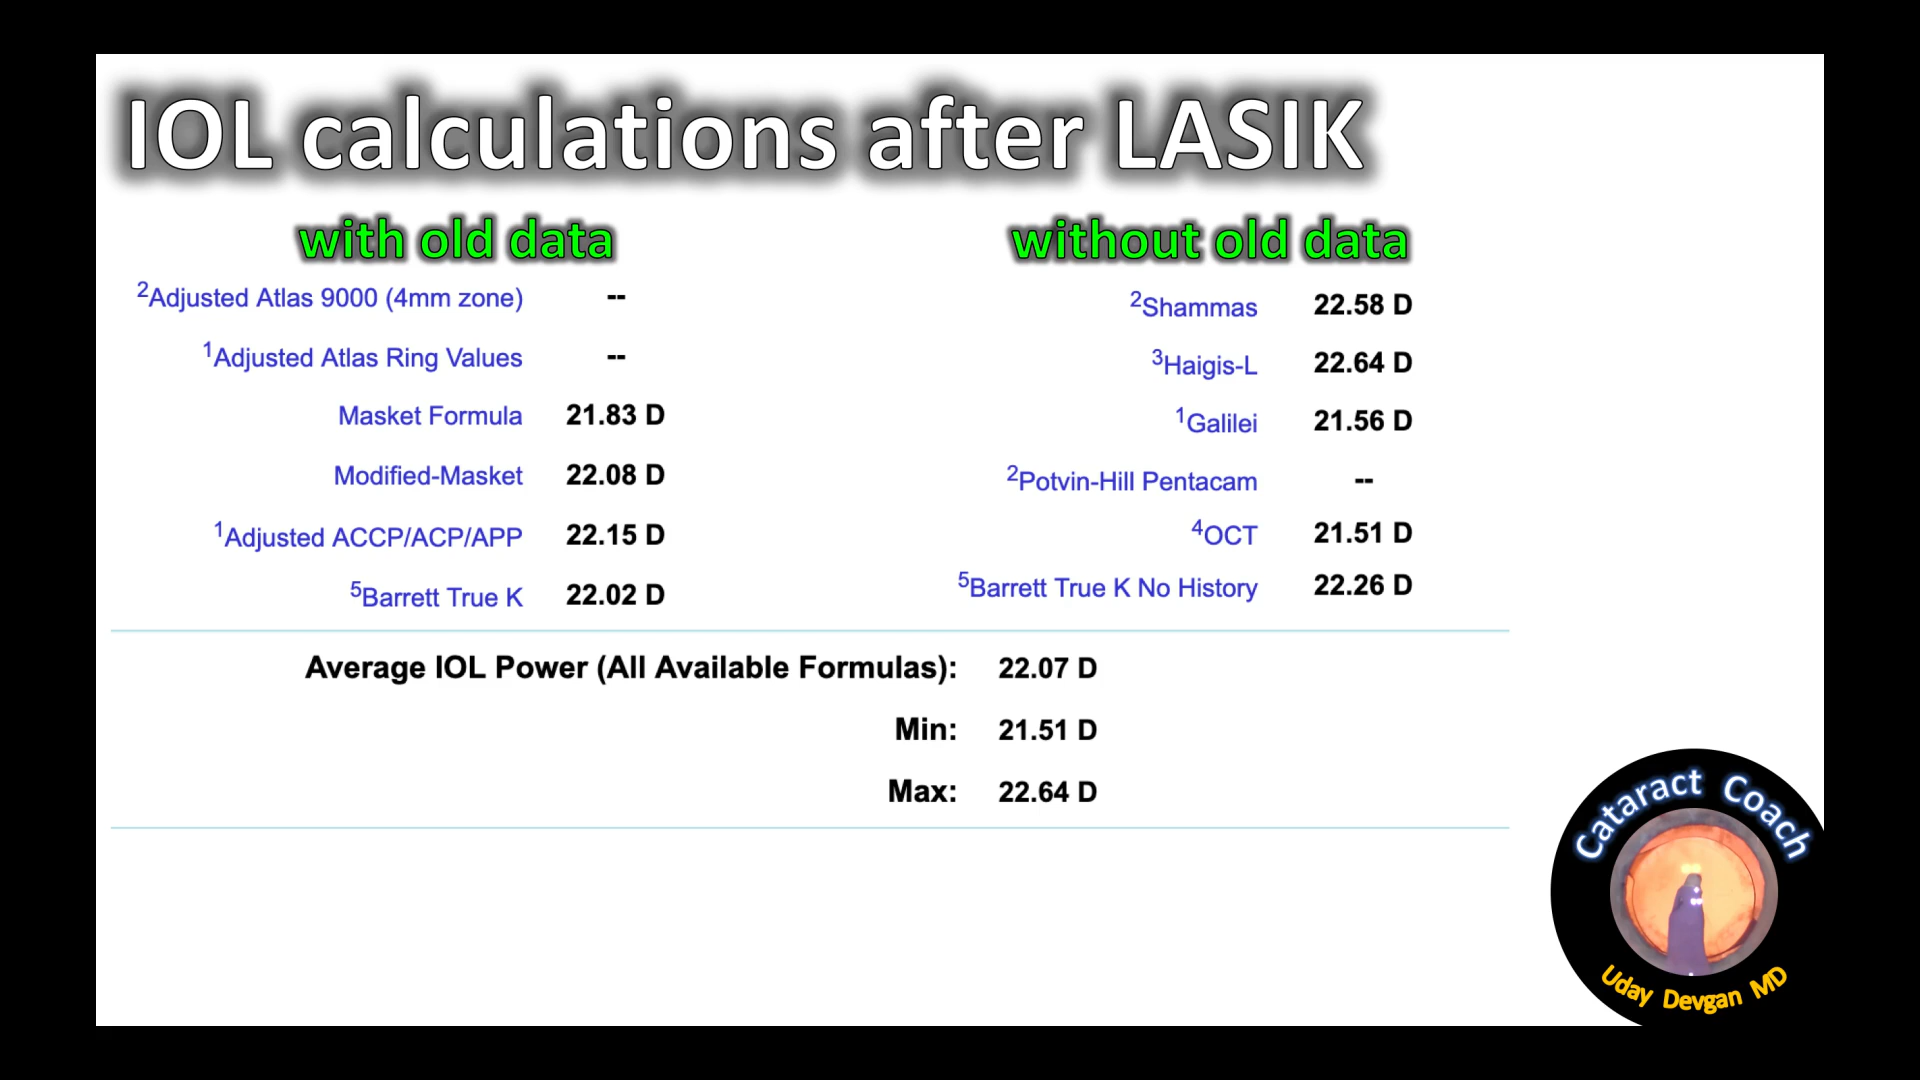 IOL calculations after LASIK
with old data
²Adjusted Atlas 9000 (4mm zone) --
¹Adjusted Atlas Ring Values --
Masket Formula 21.83 D
Modified-Masket 22.08 D
¹Adjusted ACCP/ACP/APP 22.15 D
⁵Barrett True K 22.02 D
without old data
²Shammas 22.58 D
³Haigis-L 22.64 D
¹Galilei 21.56 D
²Potvin-Hill Pentacam --
⁴OCT 21.51 D
⁵Barrett True K No History 22.26 D
Average IOL Power (All Available Formulas): 22.07 D
Min: 21.51 D
Max: 22.64 D
Cataract Coach
Uday Devgan MD